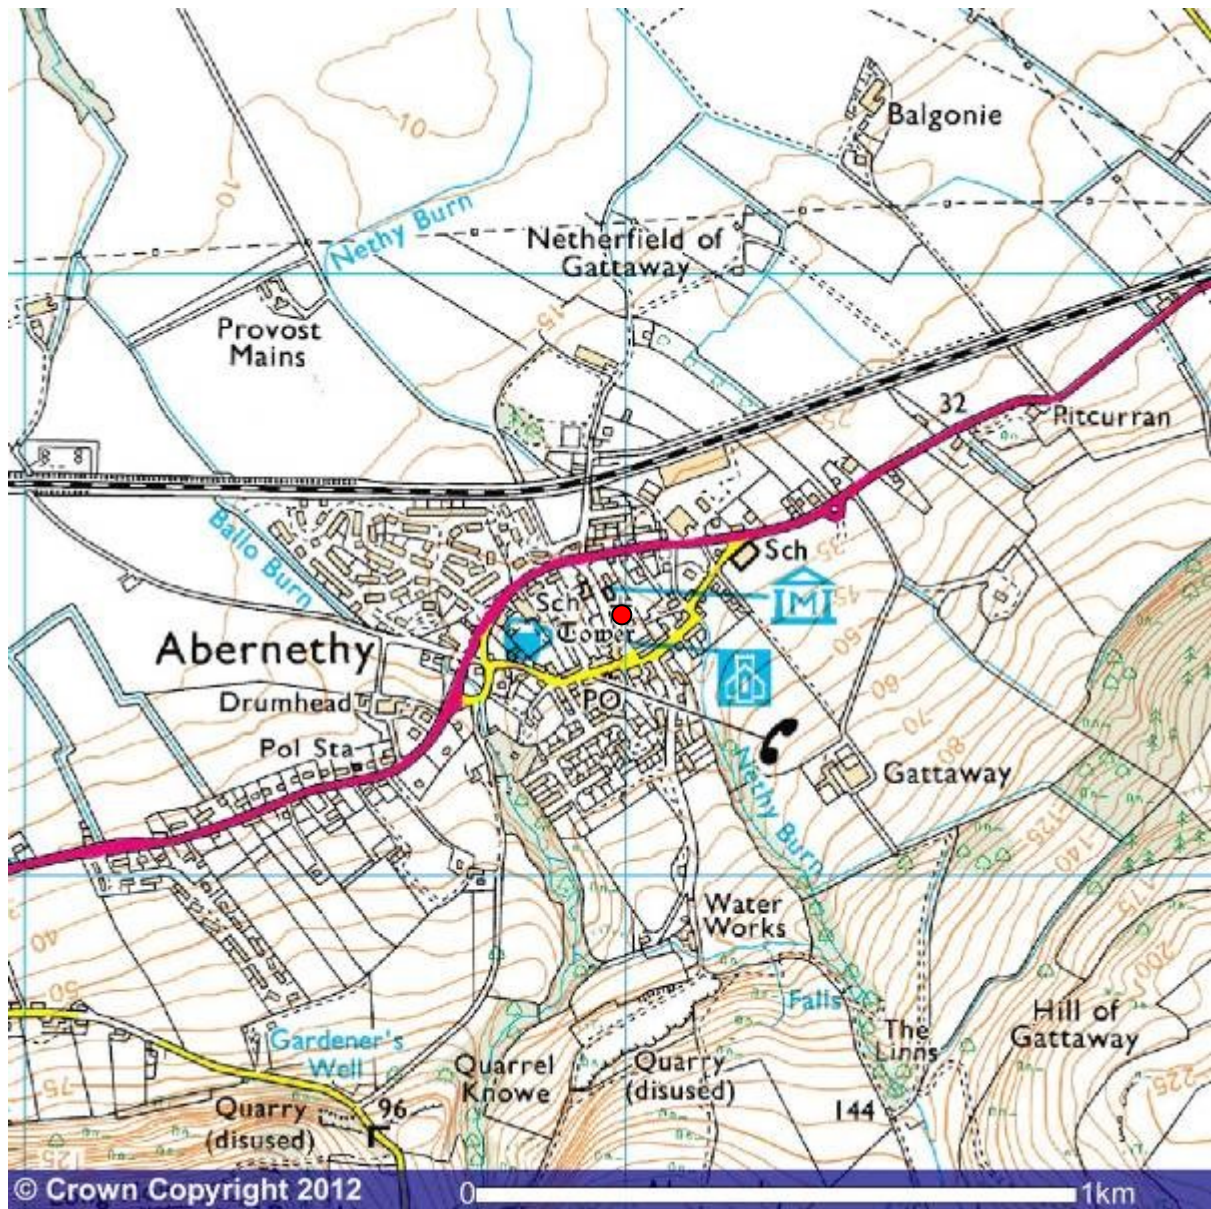 Balgonie
10
10
Nethy Burn
Netherfield of
Gattaway
15
Provost
Mains
32
25
Pitcurran
Ballo Burn
35
Sch
M
45
50
Sch
Tower
Abernethy
60
Drumhead
PO
70
Pol Sta
80
Nethy Burn
Gattaway
125
140
Water
Works
175
40
200
50
Falls
Hill of
Gattaway
The
Linns
Gardener's
Well
Quarrel
Knowe
Quarry
(disused)
75
225
Quarry
(disused)
96
144
125
© Crown Copyright 2012
0
1km